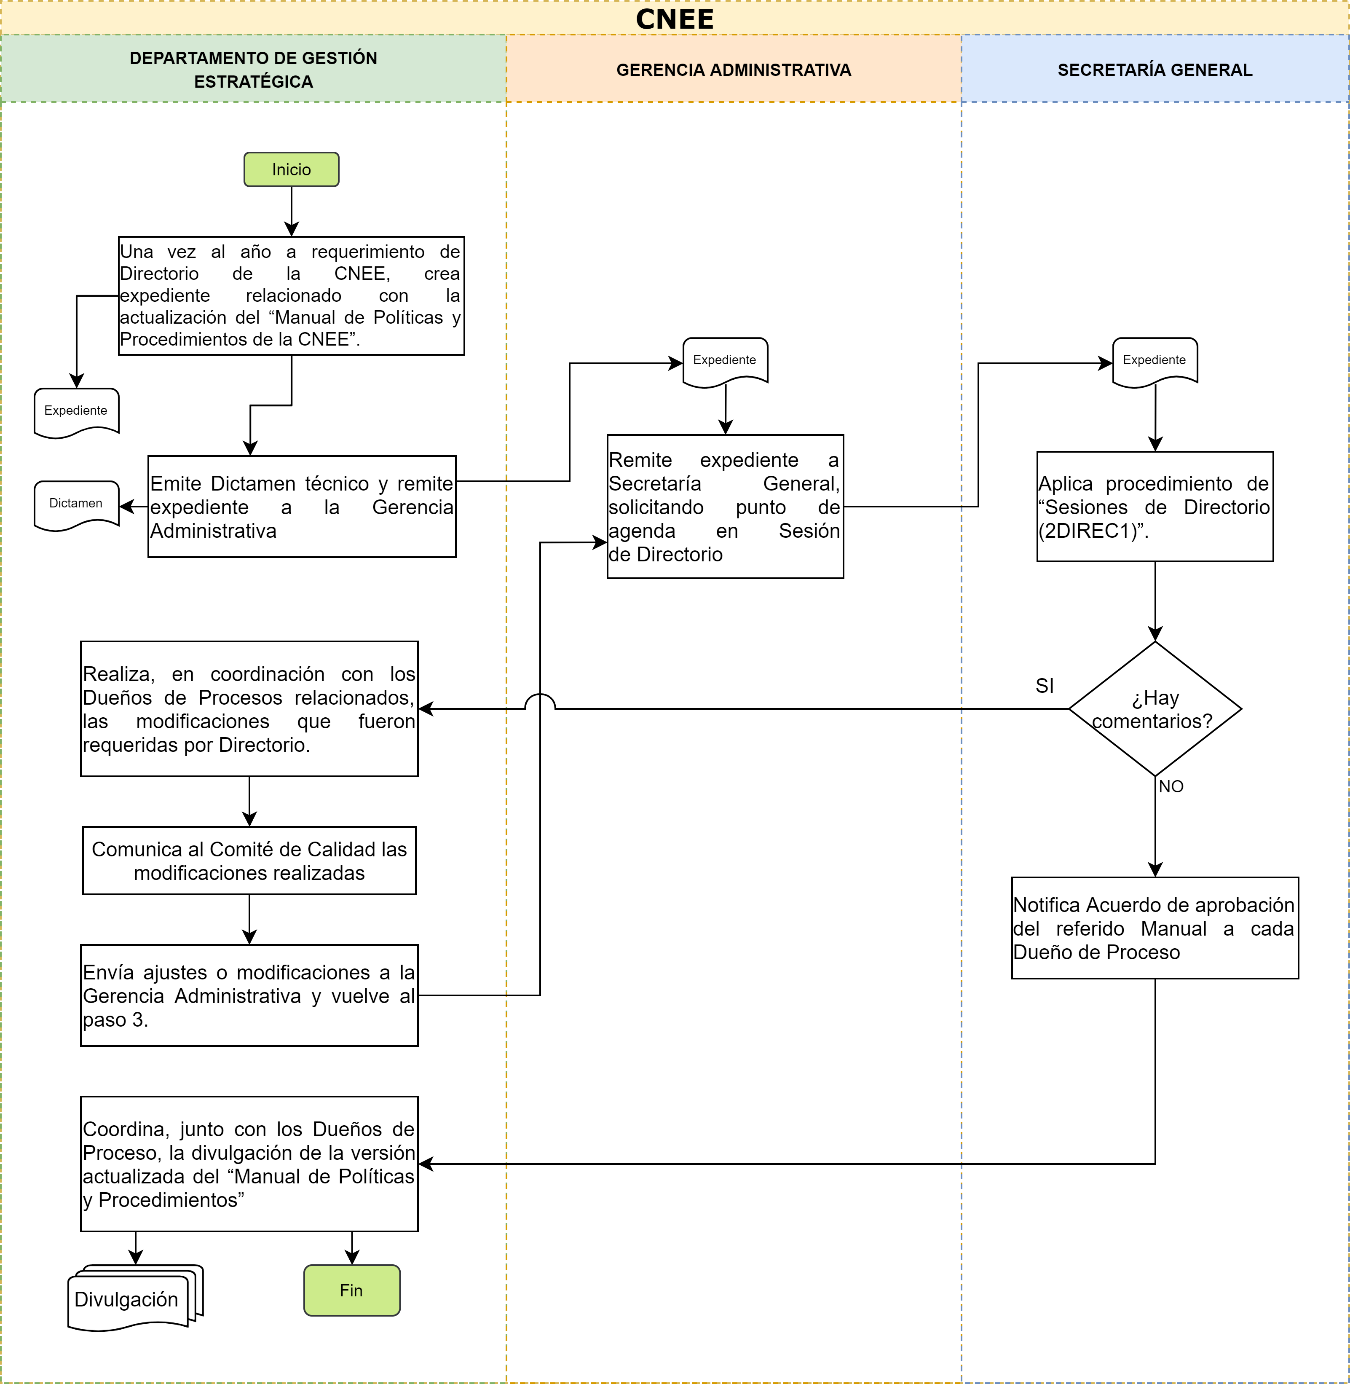 CNEE
DEPARTAMENTO DE GESTIÓN
ESTRATÉGICA
GERENCIA ADMINISTRATIVA
SECRETARÍA GENERAL
Inicio
Una vez al año a requerimiento de
Directorio de la CNEE, crea
expediente relacionado con la
actualización del “Manual de Políticas y
Procedimientos de la CNEE”.
Expediente
Emite Dictamen técnico y remite
expediente a la Gerencia
Administrativa
Dictamen
Expediente
Remite expediente a
Secretaría General,
solicitando punto de
agenda en Sesión
de Directorio
Expediente
Aplica procedimiento de
“Sesiones de Directorio
(2DIREC1)”.
¿Hay
comentarios?
SI
NO
Realiza, en coordinación con los
Dueños de Procesos relacionados,
las modificaciones que fueron
requeridas por Directorio.
Comunica al Comité de Calidad las
modificaciones realizadas
Envía ajustes o modificaciones a la
Gerencia Administrativa y vuelve al
paso 3.
Notifica Acuerdo de aprobación
del referido Manual a cada
Dueño de Proceso
Coordina, junto con los Dueños de
Proceso, la divulgación de la versión
actualizada del “Manual de Políticas
y Procedimientos”
Divulgación
Fin